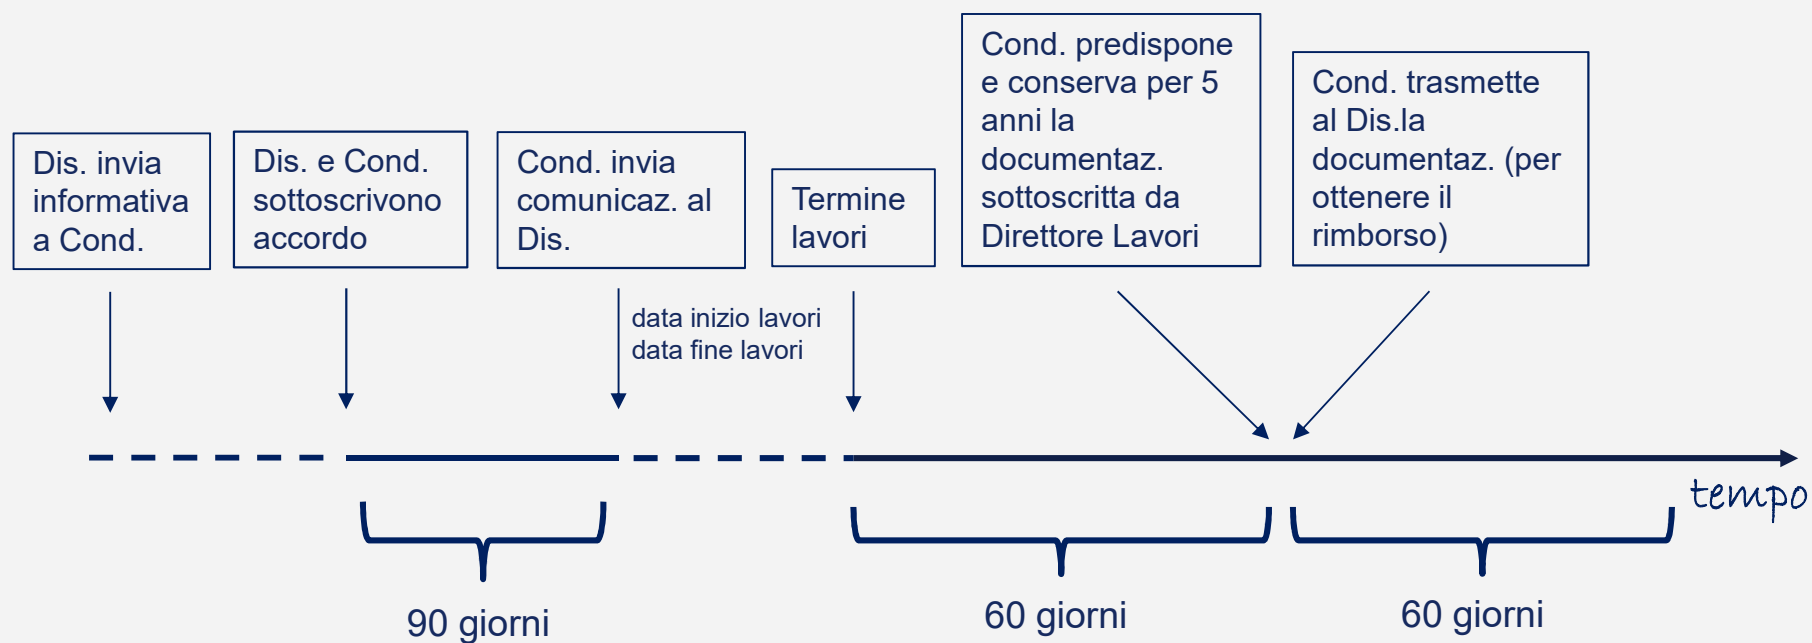 Dis. invia
informativa
a Cond.
Dis. e Cond.
sottoscrivono
accordo
Cond. invia
comunicaz. al
Dis.
Termine
lavori
Cond. predispone
e conserva per 5
anni la
documentaz.
sottoscritta da
Direttore Lavori
Cond. trasmette
al Dis.la
documentaz. (per
ottenere il
rimborso)
data inizio lavori
data fine lavori
tempo
90 giorni
60 giorni
60 giorni